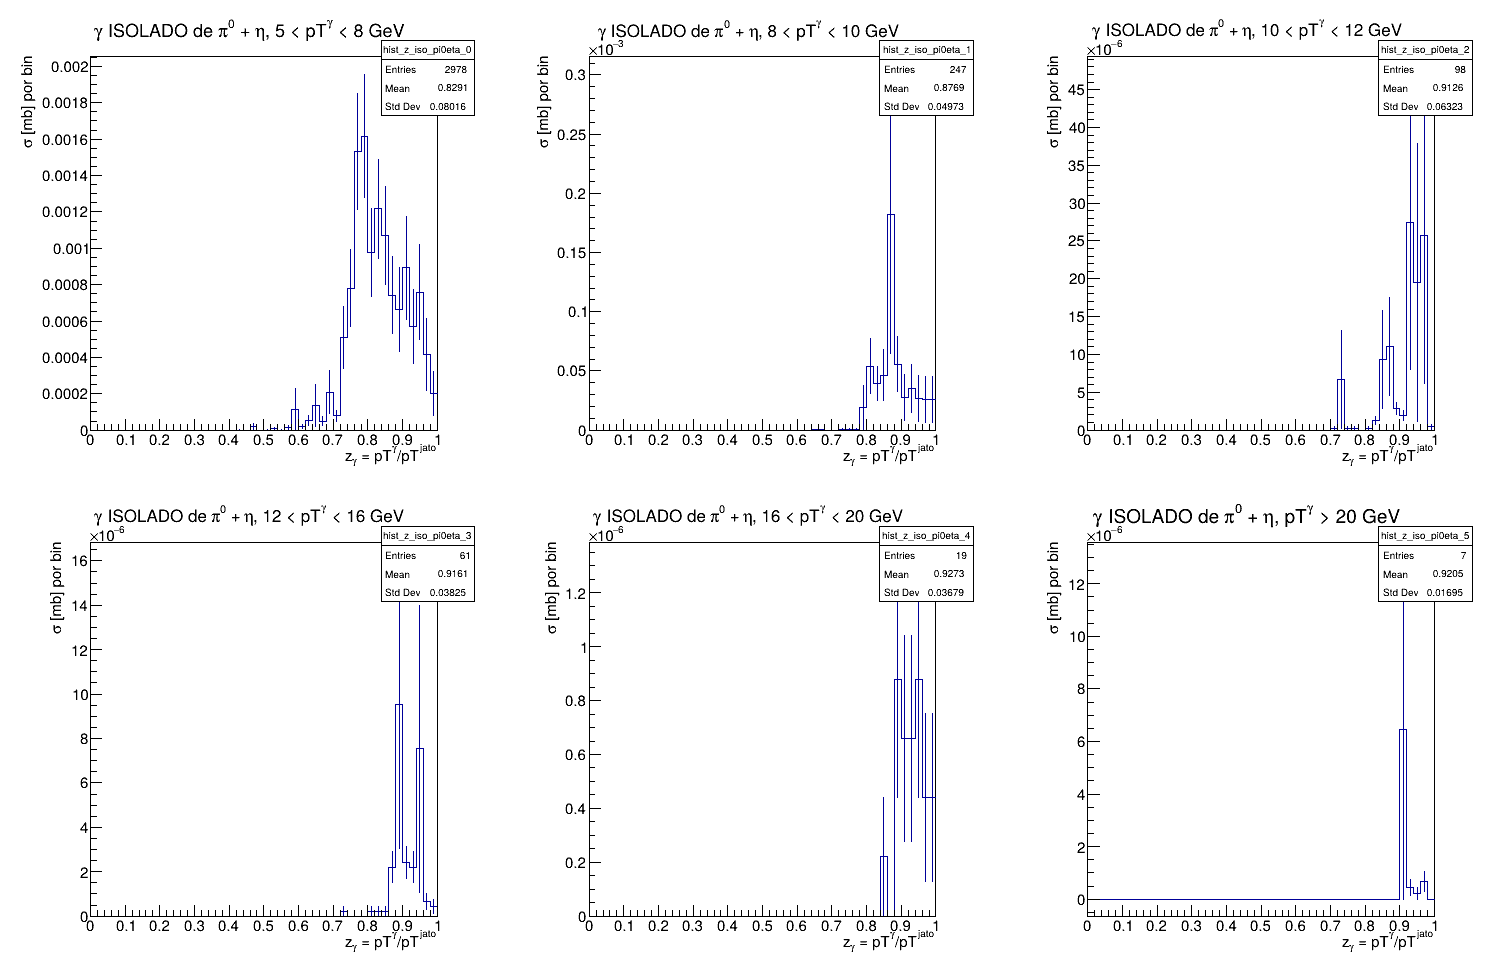 γ ISOLADO de π⁰ + η, 5 < pT^γ < 8 GeV
hist_z_iso_pi0eta_0
Entries 2978
Mean 0.8291
Std Dev 0.08016
σ [mb] por bin
0.002
0.0018
0.0016
0.0014
0.0012
0.001
0.0008
0.0006
0.0004
0.0002
0
0 0.1 0.2 0.3 0.4 0.5 0.6 0.7 0.8 0.9 1
z_γ = pT^γ/pT^jato
γ ISOLADO de π⁰ + η, 8 < pT^γ < 10 GeV
×10⁻³
hist_z_iso_pi0eta_1
Entries 247
Mean 0.8769
Std Dev 0.04973
σ [mb] por bin
0.3
0.25
0.2
0.15
0.1
0.05
0
0 0.1 0.2 0.3 0.4 0.5 0.6 0.7 0.8 0.9 1
z_γ = pT^γ/pT^jato
γ ISOLADO de π⁰ + η, 10 < pT^γ < 12 GeV
×10⁻⁶
hist_z_iso_pi0eta_2
Entries 98
Mean 0.9126
Std Dev 0.06323
σ [mb] por bin
45
40
35
30
25
20
15
10
5
0
0 0.1 0.2 0.3 0.4 0.5 0.6 0.7 0.8 0.9 1
z_γ = pT^γ/pT^jato
γ ISOLADO de π⁰ + η, 12 < pT^γ < 16 GeV
×10⁻⁶
hist_z_iso_pi0eta_3
Entries 61
Mean 0.9161
Std Dev 0.03825
σ [mb] por bin
16
14
12
10
8
6
4
2
0
0 0.1 0.2 0.3 0.4 0.5 0.6 0.7 0.8 0.9 1
z_γ = pT^γ/pT^jato
γ ISOLADO de π⁰ + η, 16 < pT^γ < 20 GeV
×10⁻⁶
hist_z_iso_pi0eta_4
Entries 19
Mean 0.9273
Std Dev 0.03679
σ [mb] por bin
1.2
1
0.8
0.6
0.4
0.2
0
0 0.1 0.2 0.3 0.4 0.5 0.6 0.7 0.8 0.9 1
z_γ = pT^γ/pT^jato
γ ISOLADO de π⁰ + η, pT^γ > 20 GeV
×10⁻⁶
hist_z_iso_pi0eta_5
Entries 7
Mean 0.9205
Std Dev 0.01695
σ [mb] por bin
12
10
8
6
4
2
0
0 0.1 0.2 0.3 0.4 0.5 0.6 0.7 0.8 0.9 1
z_γ = pT^γ/pT^jato